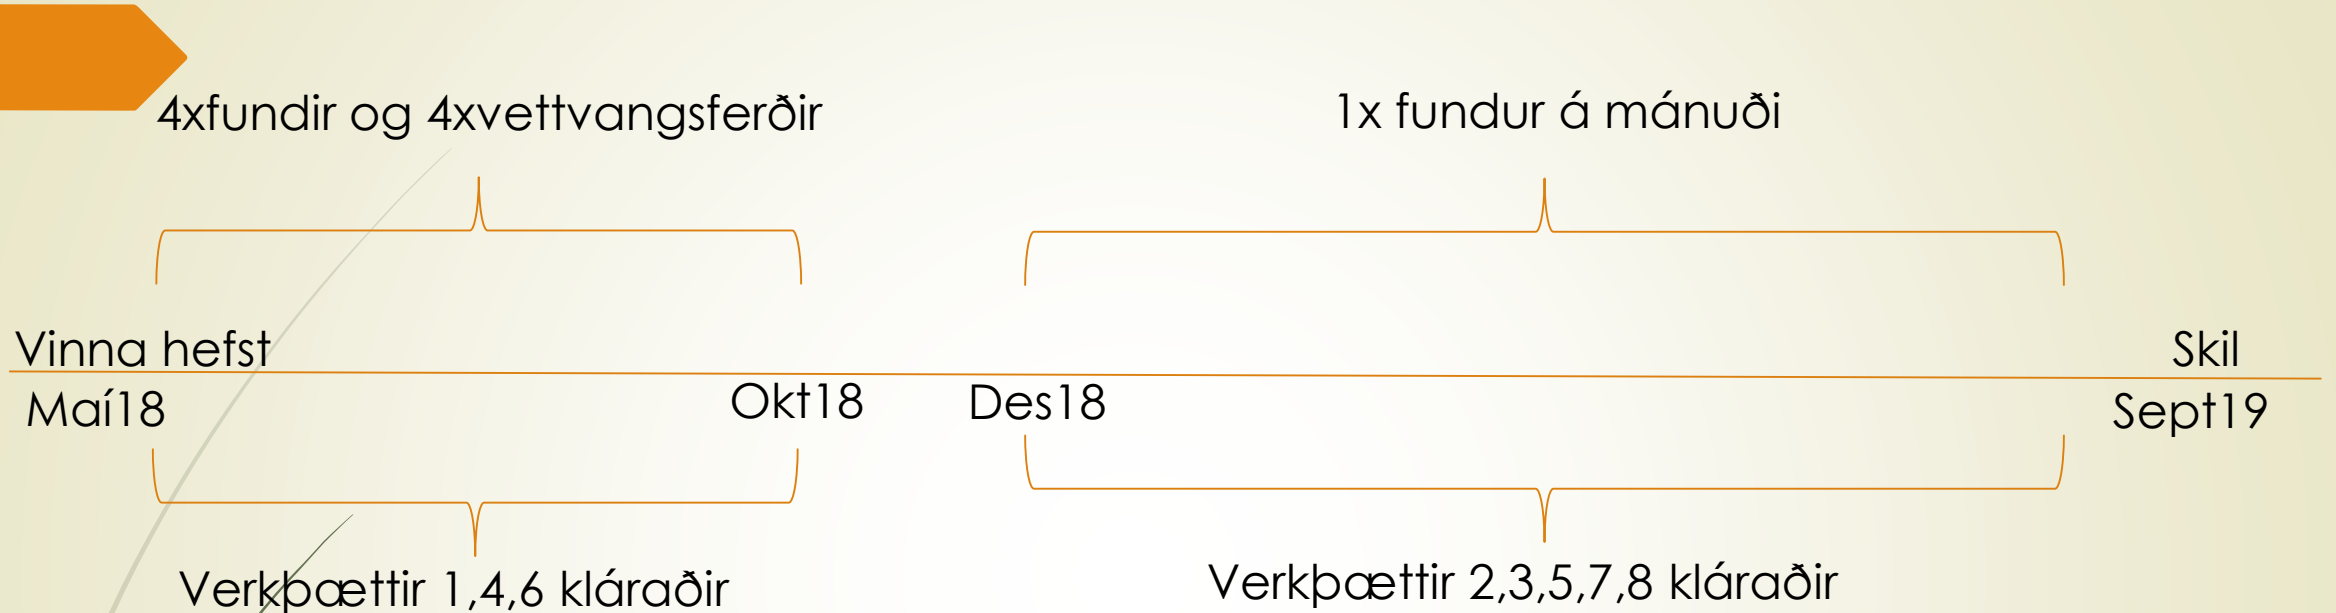 4xfundir og 4xvettvangsferðir
1x fundur á mánuði
Vinna hefst
Skil
Maí18
Okt18
Des18
Sept19
Verkþættir 1,4,6 kláraðir
Verkþættir 2,3,5,7,8 kláraðir